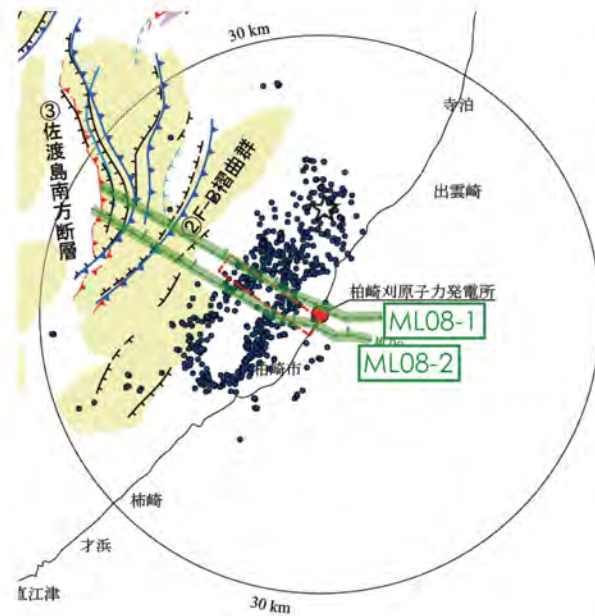 30 km
寺泊
③佐渡島南方断層
②F-B褶曲群
出雲崎
柏崎刈原子力発電所
ML08-1
ML08-2
柏崎市
柿崎
才浜
直江津
30 km